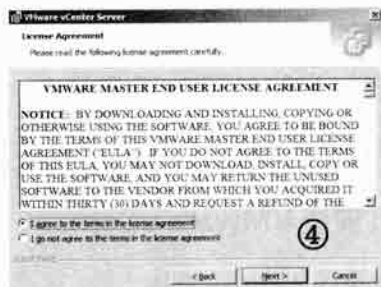 VMware vCenter Server
License Agreement
Please read the following license agreement carefully.
VMWARE MASTER END USER LICENSE AGREEMENT
NOTICE: BY DOWNLOADING AND INSTALLING, COPYING OR
OTHERWISE USING THE SOFTWARE, YOU AGREE TO BE BOUND
BY THE TERMS OF THIS VMWARE MASTER END USER LICENSE
AGREEMENT ("EULA"). IF YOU DO NOT AGREE TO THE TERMS
OF THIS EULA, YOU MAY NOT DOWNLOAD, INSTALL, COPY OR
USE THE SOFTWARE, AND YOU MAY RETURN THE UNUSED
SOFTWARE TO THE VENDOR FROM WHICH YOU ACQUIRED IT
WITHIN THIRTY (30) DAYS AND REQUEST A REFUND OF THE
I agree to the terms in the license agreement
I do not agree to the terms in the license agreement
④
< Back Next > Cancel